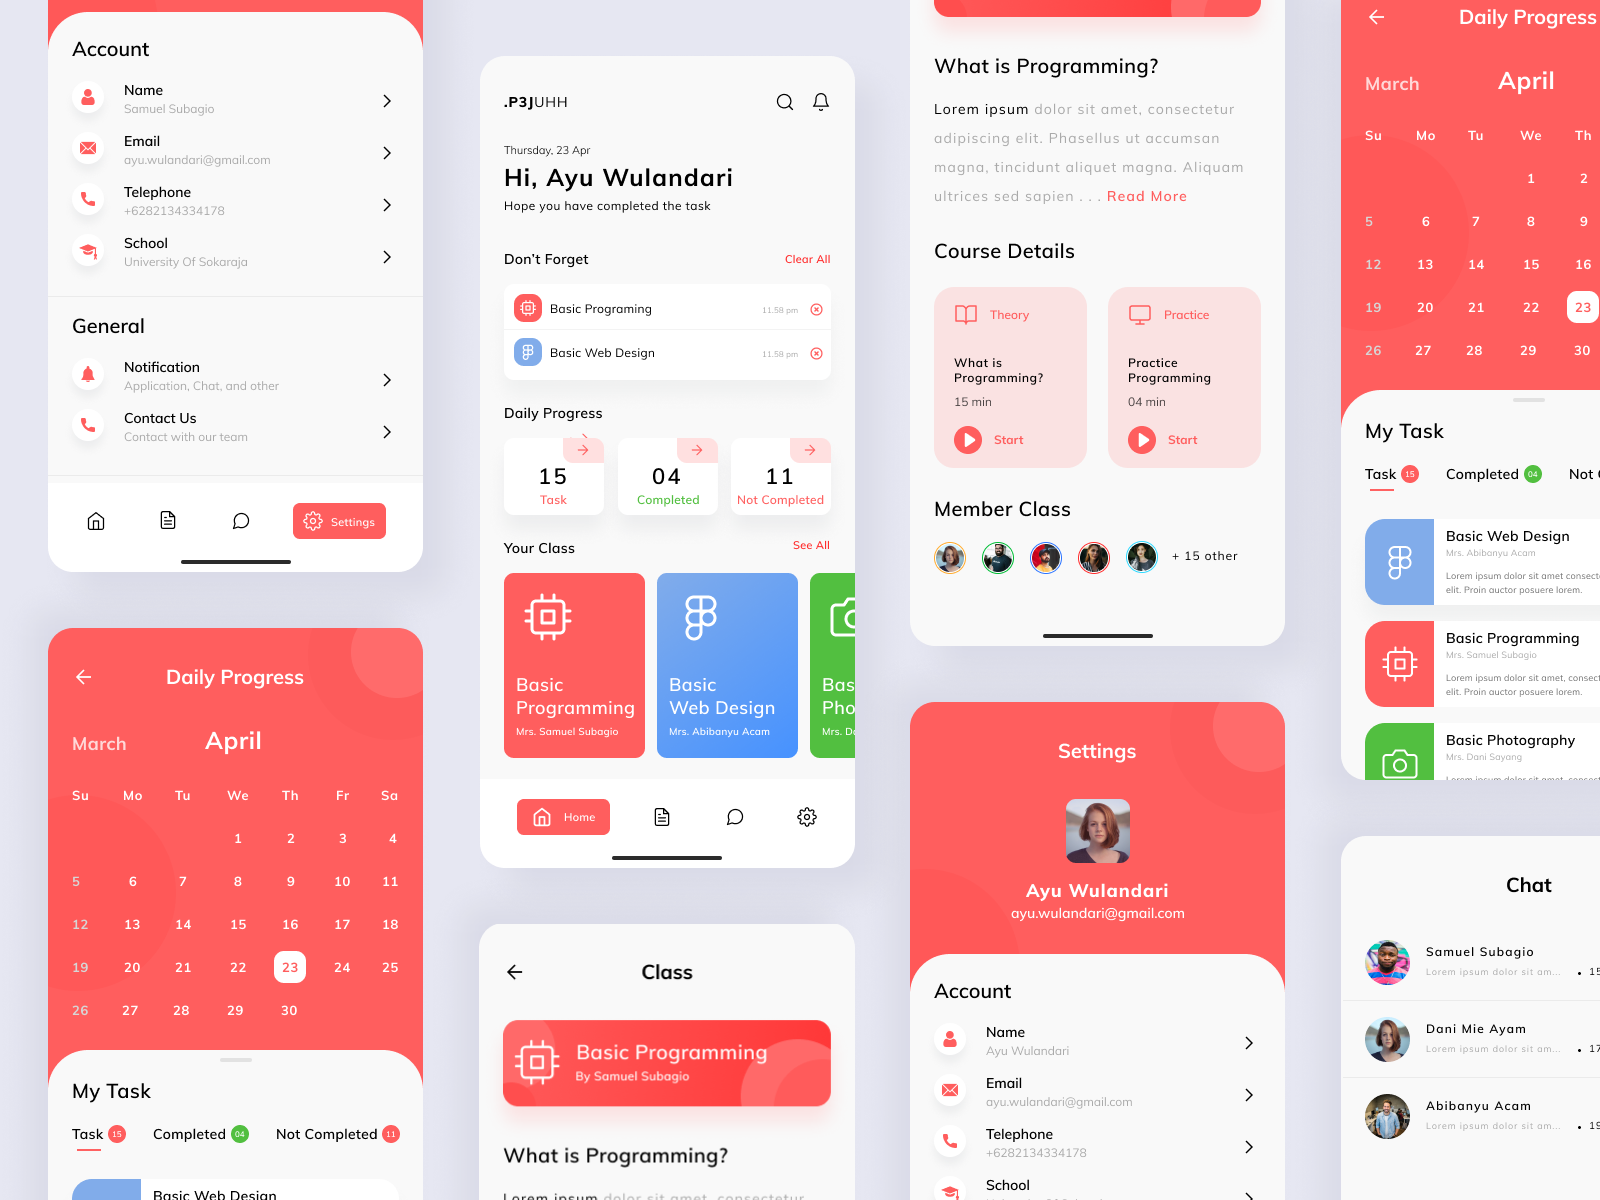 Account
Name
Samuel Subagio
Email
ayu.wulandari@gmail.com
Telephone
+6282134334178
School
University Of Sokaraja
General
Notification
Application, Chat, and other
Contact Us
Contact with our team
Settings
Daily Progress
March
April
Su Mo Tu We Th Fr Sa
1 2 3 4
5 6 7 8 9 10 11
12 13 14 15 16 17 18
19 20 21 22 23 24 25
26 27 28 29 30
My Task
Task 15 Completed 04 Not Completed 11
Basic Web Design
.P3JUHH
Thursday, 23 Apr
Hi, Ayu Wulandari
Hope you have completed the task
Don't Forget
Clear All
Basic Programing 11.58 pm
Basic Web Design 11.58 pm
Daily Progress
15
Task
04
Completed
11
Not Completed
Your Class
See All
Basic
Programming
Mrs. Samuel Subagio
Basic
Web Design
Mrs. Abibanyu Acam
Bas
Pho
Mrs. Da
Home
Class
Basic Programming
By Samuel Subagio
What is Programming?
Lorem ipsum dolor sit amet, consectetur
What is Programming?
Lorem ipsum dolor sit amet, consectetur
adipiscing elit. Phasellus ut accumsan
magna, tincidunt aliquet magna. Aliquam
ultrices sed sapien . . . Read More
Course Details
Theory
What is
Programming?
15 min
Start
Practice
Practice
Programming
04 min
Start
Member Class
+ 15 other
Settings
Ayu Wulandari
ayu.wulandari@gmail.com
Account
Name
Ayu Wulandari
Email
ayu.wulandari@gmail.com
Telephone
+6282134334178
School
Daily Progress
March
April
Su Mo Tu We Th
1 2
5 6 7 8 9
12 13 14 15 16
19 20 21 22 23
26 27 28 29 30
My Task
Task 15 Completed 04 Not
Basic Web Design
Mrs. Abibanyu Acam
Lorem ipsum dolor sit amet consect
elit. Proin auctor posuere lorem.
Basic Programming
Mrs. Samuel Subagio
Lorem ipsum dolor sit amet, consect
elit. Proin auctor posuere lorem.
Basic Photography
Mrs. Dani Sayang
Lorem ipsum dolor sit amet, consect
Chat
Samuel Subagio
Lorem ipsum dolor sit am... • 15
Dani Mie Ayam
Lorem ipsum dolor sit am... • 17
Abibanyu Acam
Lorem ipsum dolor sit am... • 19